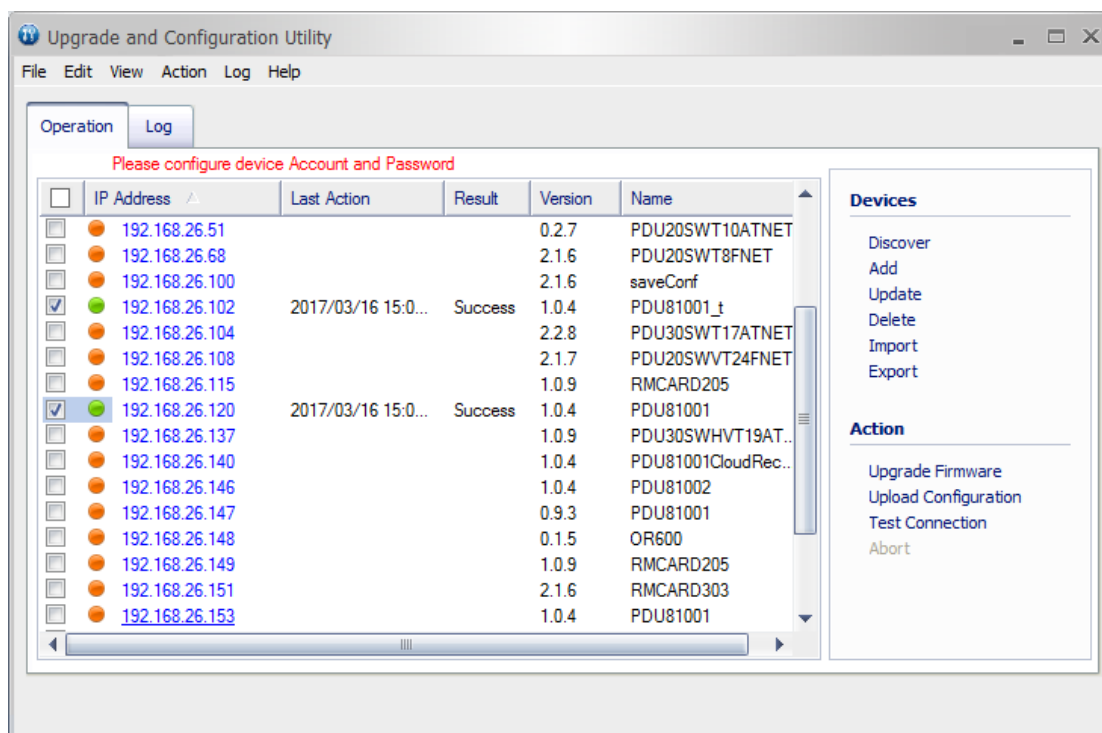 Upgrade and Configuration Utility
File Edit View Action Log Help
Operation Log
Please configure device Account and Password
IP Address Last Action Result Version Name
192.168.26.51 0.2.7 PDU20SWT10ATNET
192.168.26.68 2.1.6 PDU20SWT8FNET
192.168.26.100 2.1.6 saveConf
192.168.26.102 2017/03/16 15:0... Success 1.0.4 PDU81001_t
192.168.26.104 2.2.8 PDU30SWT17ATNET
192.168.26.108 2.1.7 PDU20SWVT24FNET
192.168.26.115 1.0.9 RMCARD205
192.168.26.120 2017/03/16 15:0... Success 1.0.4 PDU81001
192.168.26.137 1.0.9 PDU30SWHVT19AT...
192.168.26.140 1.0.4 PDU81001CloudRec...
192.168.26.146 1.0.4 PDU81002
192.168.26.147 0.9.3 PDU81001
192.168.26.148 0.1.5 OR600
192.168.26.149 1.0.9 RMCARD205
192.168.26.151 2.1.6 RMCARD303
192.168.26.153 1.0.4 PDU81001
Devices
Discover
Add
Update
Delete
Import
Export
Action
Upgrade Firmware
Upload Configuration
Test Connection
Abort